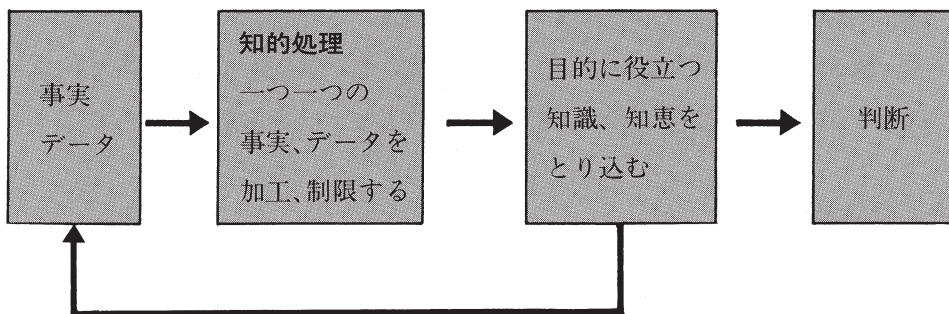 事実
データ
知的処理
一つ一つの
事実、データを
加工、制限する
目的に役立つ
知識、知恵を
とり込む
判断